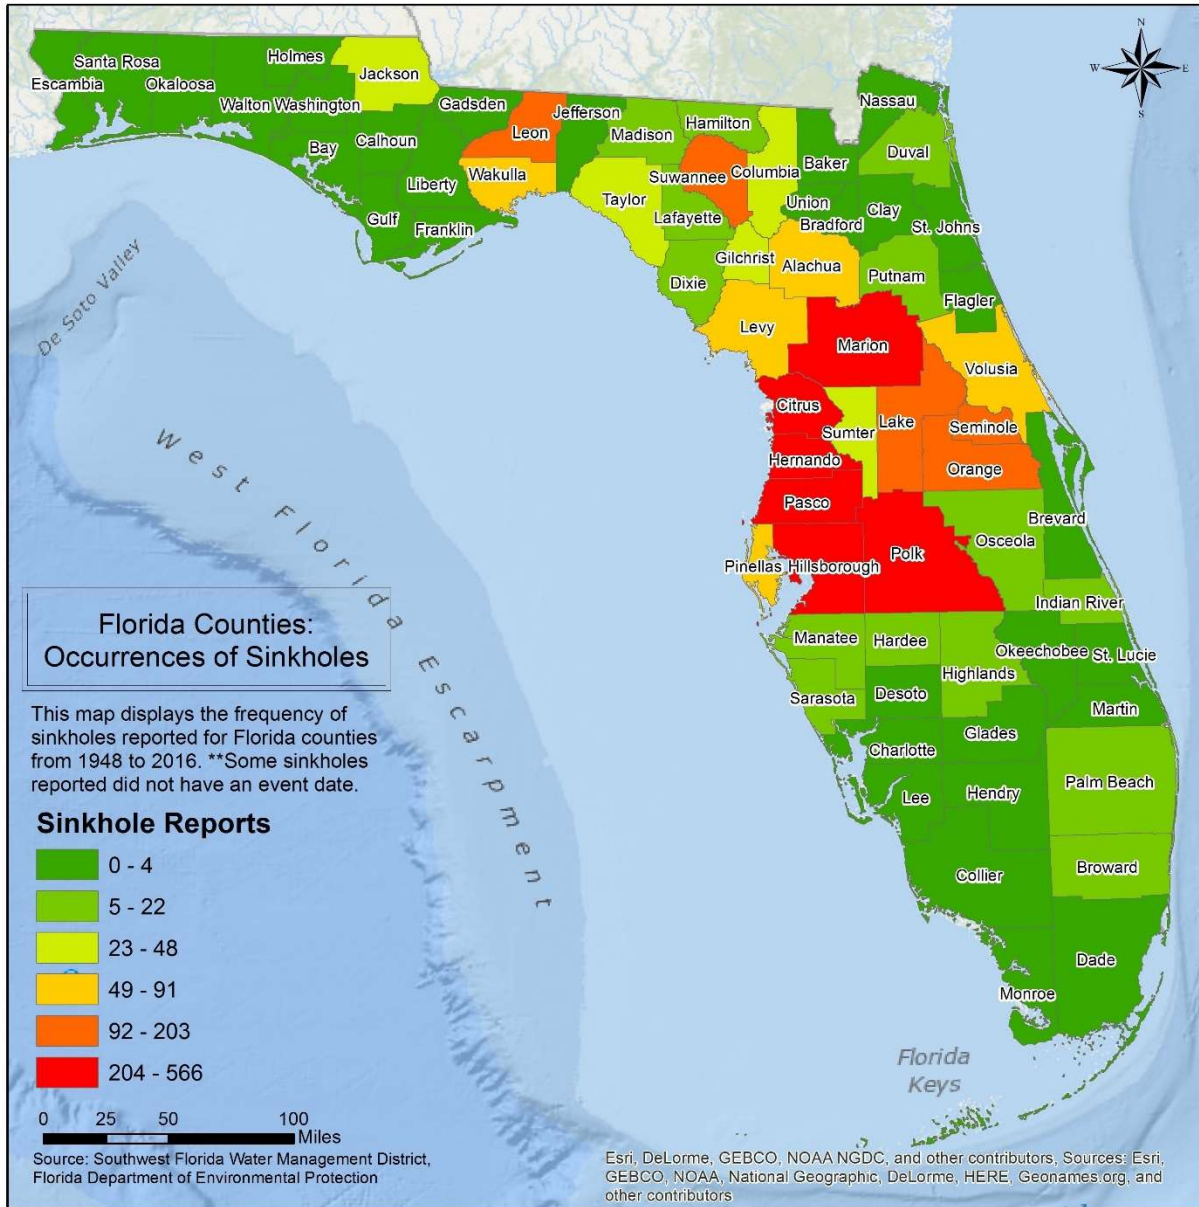 N
W E
S
Santa Rosa
Holmes
Jackson
Escambia
Okaloosa
Walton
Washington
Gadsden
Jefferson
Hamilton
Nassau
Bay
Calhoun
Leon
Madison
Baker
Duval
Liberty
Wakulla
Suwannee
Columbia
Taylor
Union
Clay
Gulf
Franklin
Lafayette
Bradford
St. Johns
Gilchrist
Alachua
Putnam
Dixie
Flagler
De Soto Valley
Levy
Marion
Volusia
Citrus
Sumter
Lake
Seminole
Hernando
Orange
Pasco
Brevard
Osceola
Pinellas
Hillsborough
Polk
Indian River
Manatee
Hardee
Okeechobee
St. Lucie
Highlands
Sarasota
Desoto
Martin
Glades
Charlotte
Palm Beach
Lee
Hendry
Collier
Broward
Dade
Monroe
Florida
Keys
West Florida Escarpment
Florida Counties:
Occurrences of Sinkholes
This map displays the frequency of
sinkholes reported for Florida counties
from 1948 to 2016. **Some sinkholes
reported did not have an event date.
Sinkhole Reports
0 - 4
5 - 22
23 - 48
49 - 91
92 - 203
204 - 566
0 25 50 100
Miles
Source: Southwest Florida Water Management District,
Florida Department of Environmental Protection
Esri, DeLorme, GEBCO, NOAA NGDC, and other contributors, Sources: Esri,
GEBCO, NOAA, National Geographic, DeLorme, HERE, Geonames.org, and
other contributors